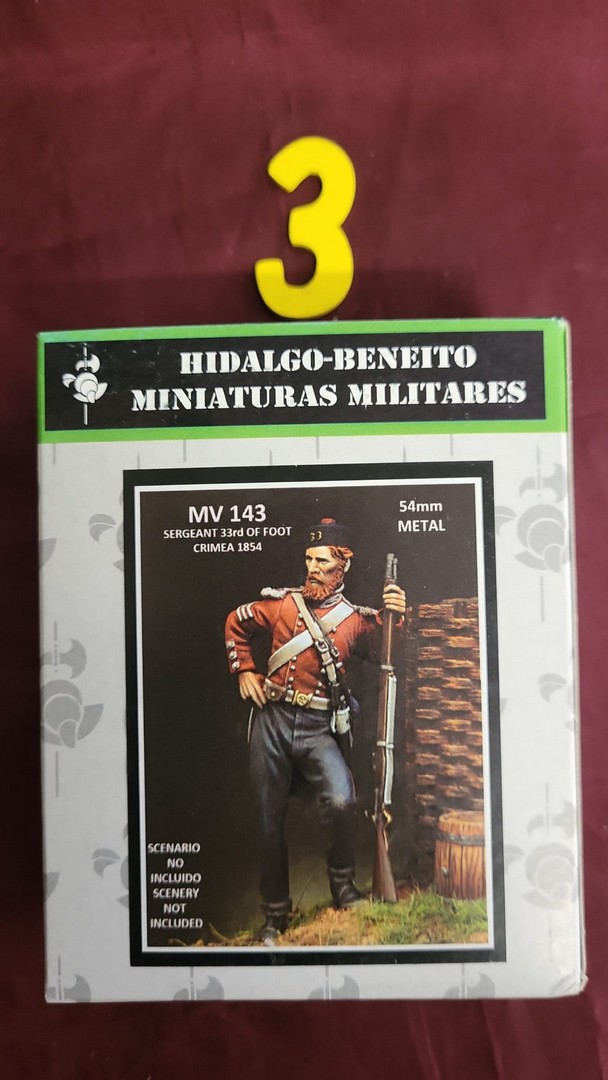 3
HIDALGO-BENEITO
MINIATURAS MILITARES
MV 143
SERGEANT 33rd OF FOOT
CRIMEA 1854
54mm
METAL
33
SCENARIO
NO
INCLUIDO
SCENERY
NOT
INCLUDED